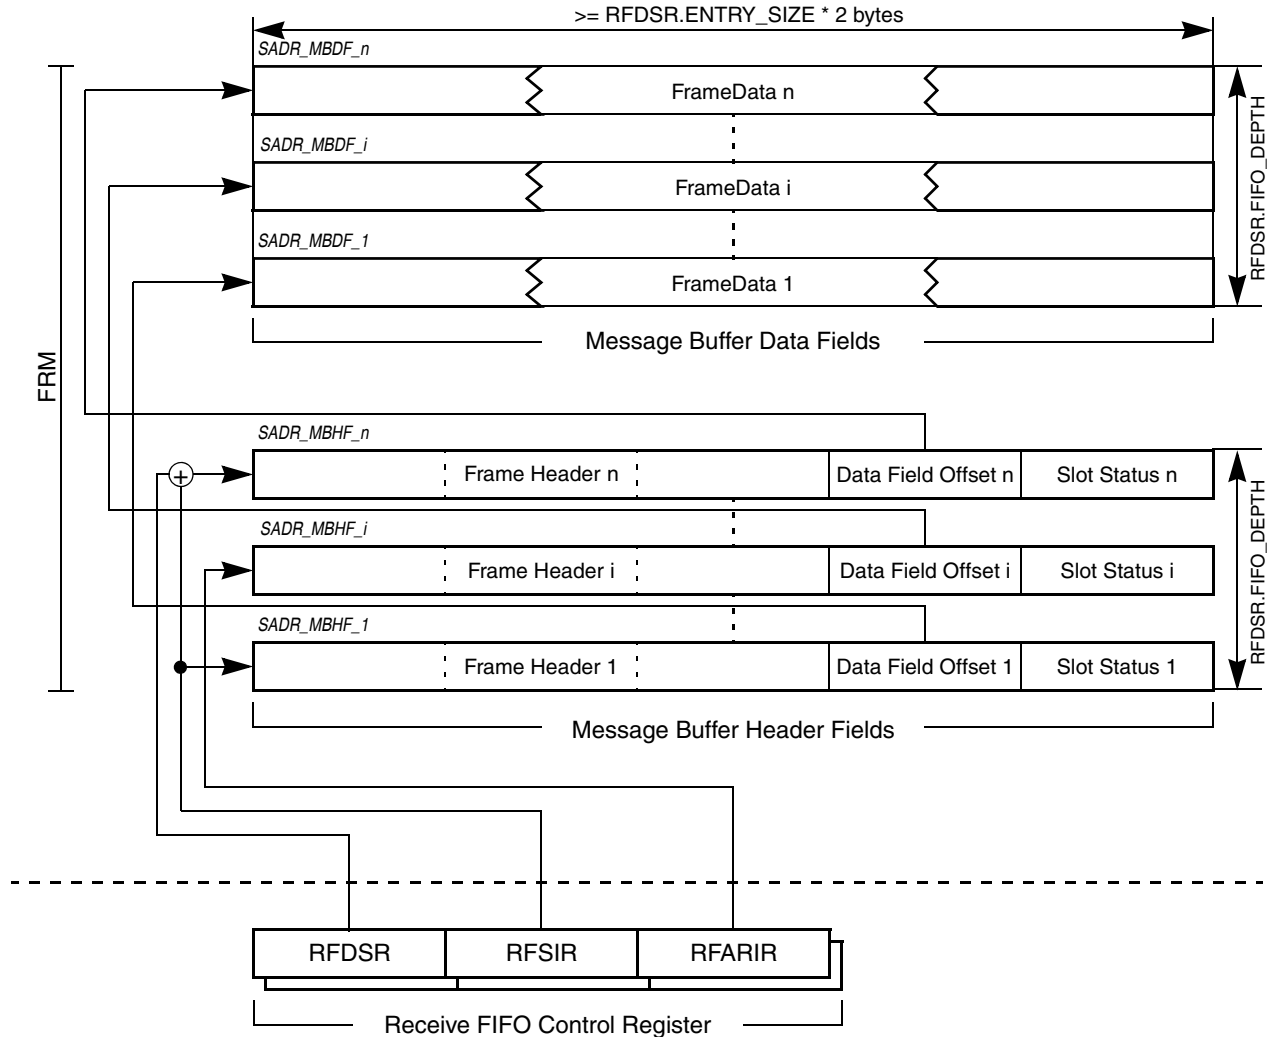 >= RFDSR.ENTRY_SIZE * 2 bytes
SADR_MBDF_n
FrameData n
SADR_MBDF_i
FrameData i
SADR_MBDF_1
FrameData 1
RFDSR.FIFO_DEPTH
Message Buffer Data Fields
FRM
SADR_MBHF_n
+
Frame Header n
Data Field Offset n
Slot Status n
SADR_MBHF_i
Frame Header i
Data Field Offset i
Slot Status i
SADR_MBHF_1
Frame Header 1
Data Field Offset 1
Slot Status 1
RFDSR.FIFO_DEPTH
Message Buffer Header Fields
RFDSR
RFSIR
RFARIR
Receive FIFO Control Register